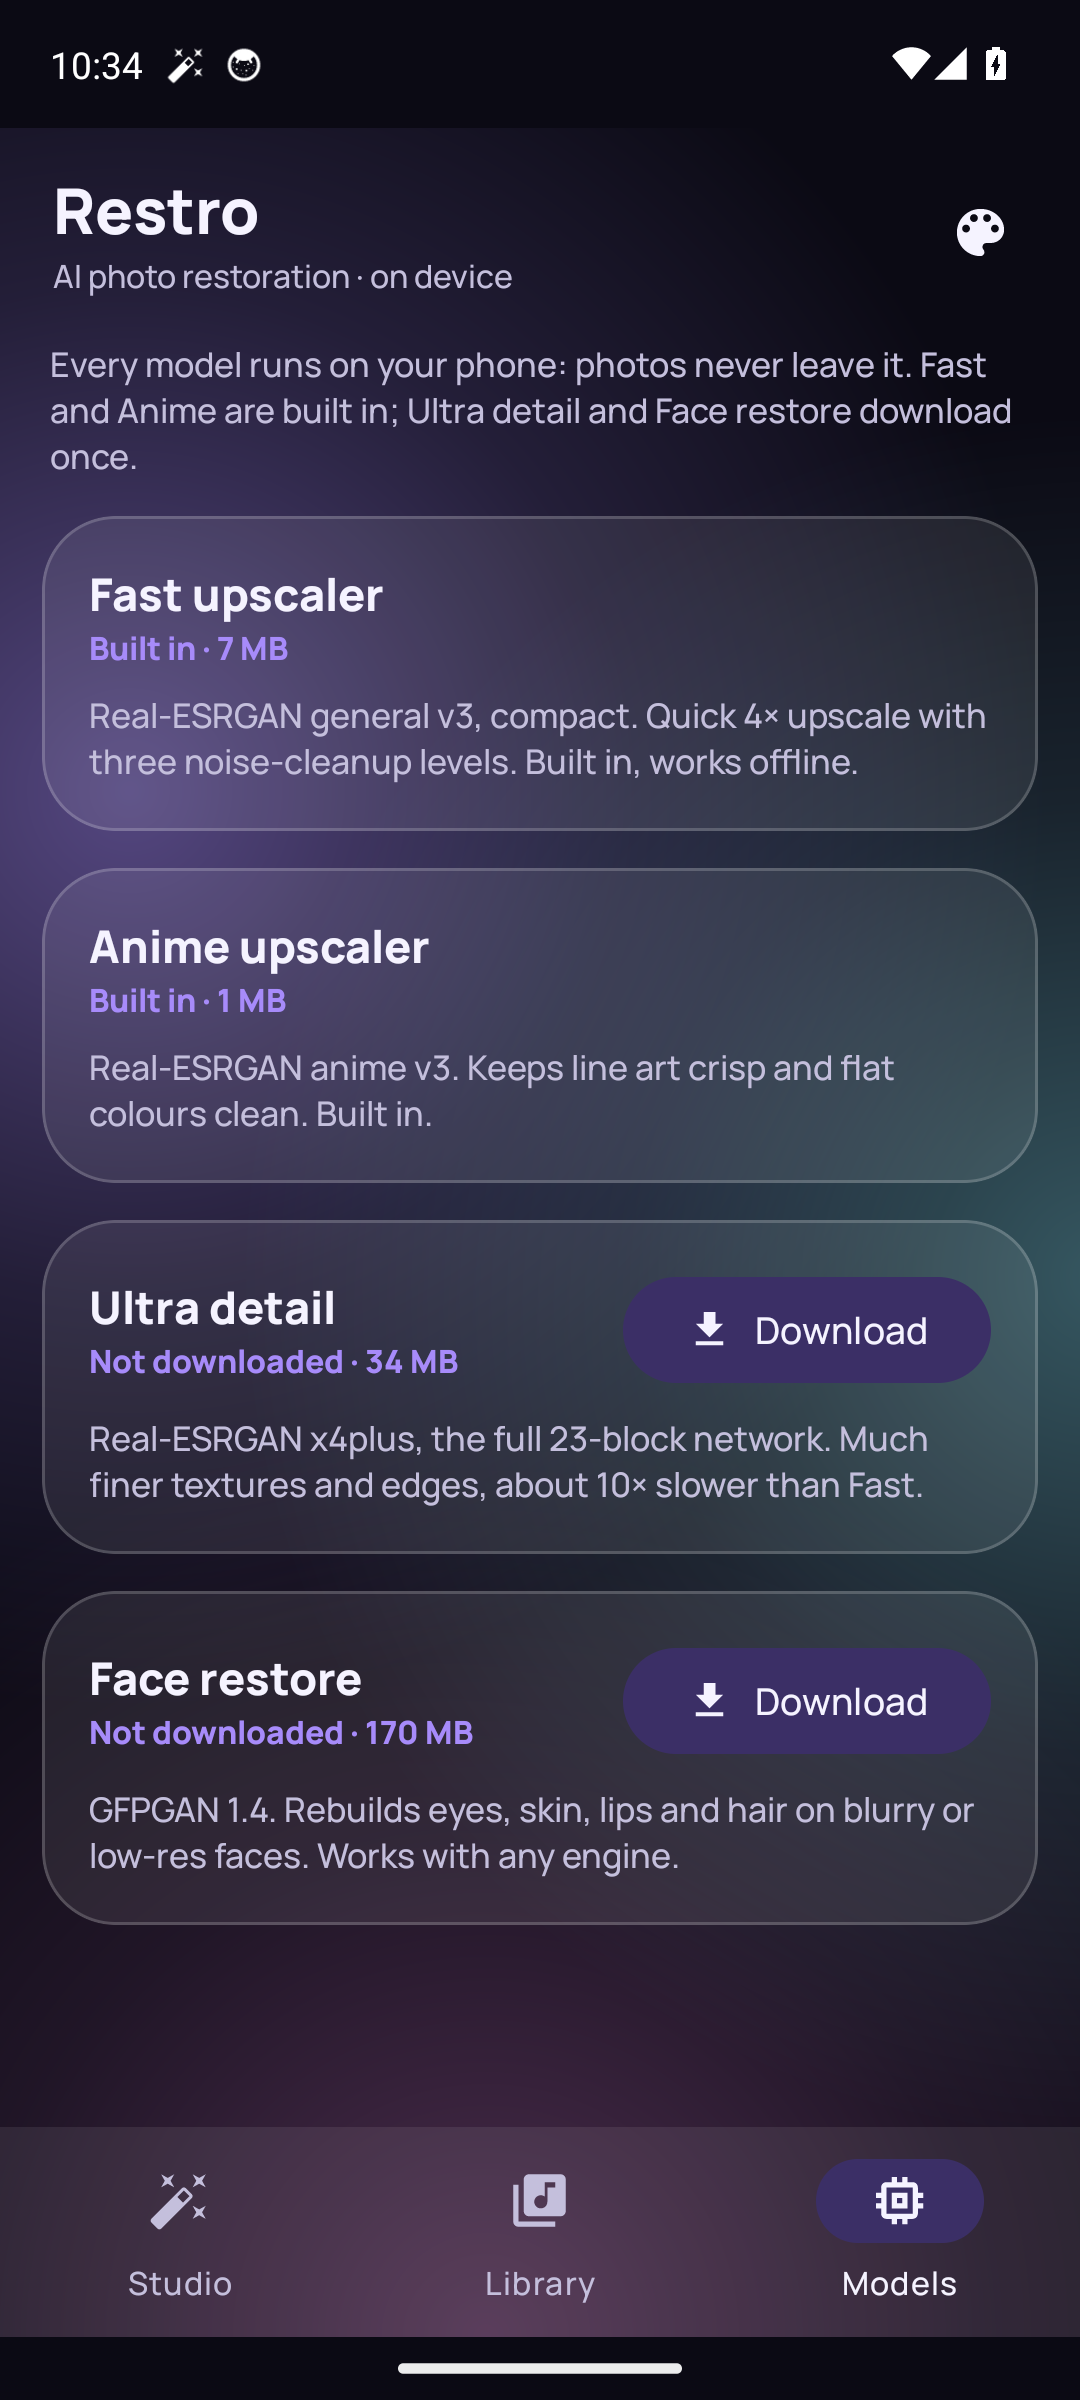 10:34
Restro
AI photo restoration · on device
Every model runs on your phone: photos never leave it. Fast
and Anime are built in; Ultra detail and Face restore download
once.
Fast upscaler
Built in · 7 MB
Real-ESRGAN general v3, compact. Quick 4× upscale with
three noise-cleanup levels. Built in, works offline.
Anime upscaler
Built in · 1 MB
Real-ESRGAN anime v3. Keeps line art crisp and flat
colours clean. Built in.
Ultra detail
Download
Not downloaded · 34 MB
Real-ESRGAN x4plus, the full 23-block network. Much
finer textures and edges, about 10× slower than Fast.
Face restore
Download
Not downloaded · 170 MB
GFPGAN 1.4. Rebuilds eyes, skin, lips and hair on blurry or
low-res faces. Works with any engine.
Studio
Library
Models